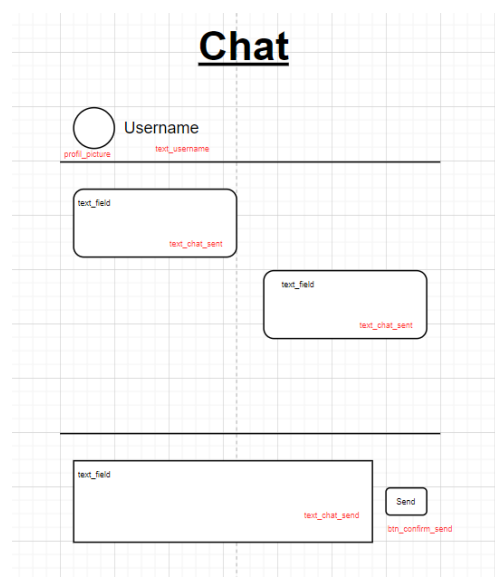 Chat
Username
profil_picture
text_username
text_field
text_chat_sent
text_field
text_chat_sent
text_field
text_chat_send
Send
btn_confirm_send